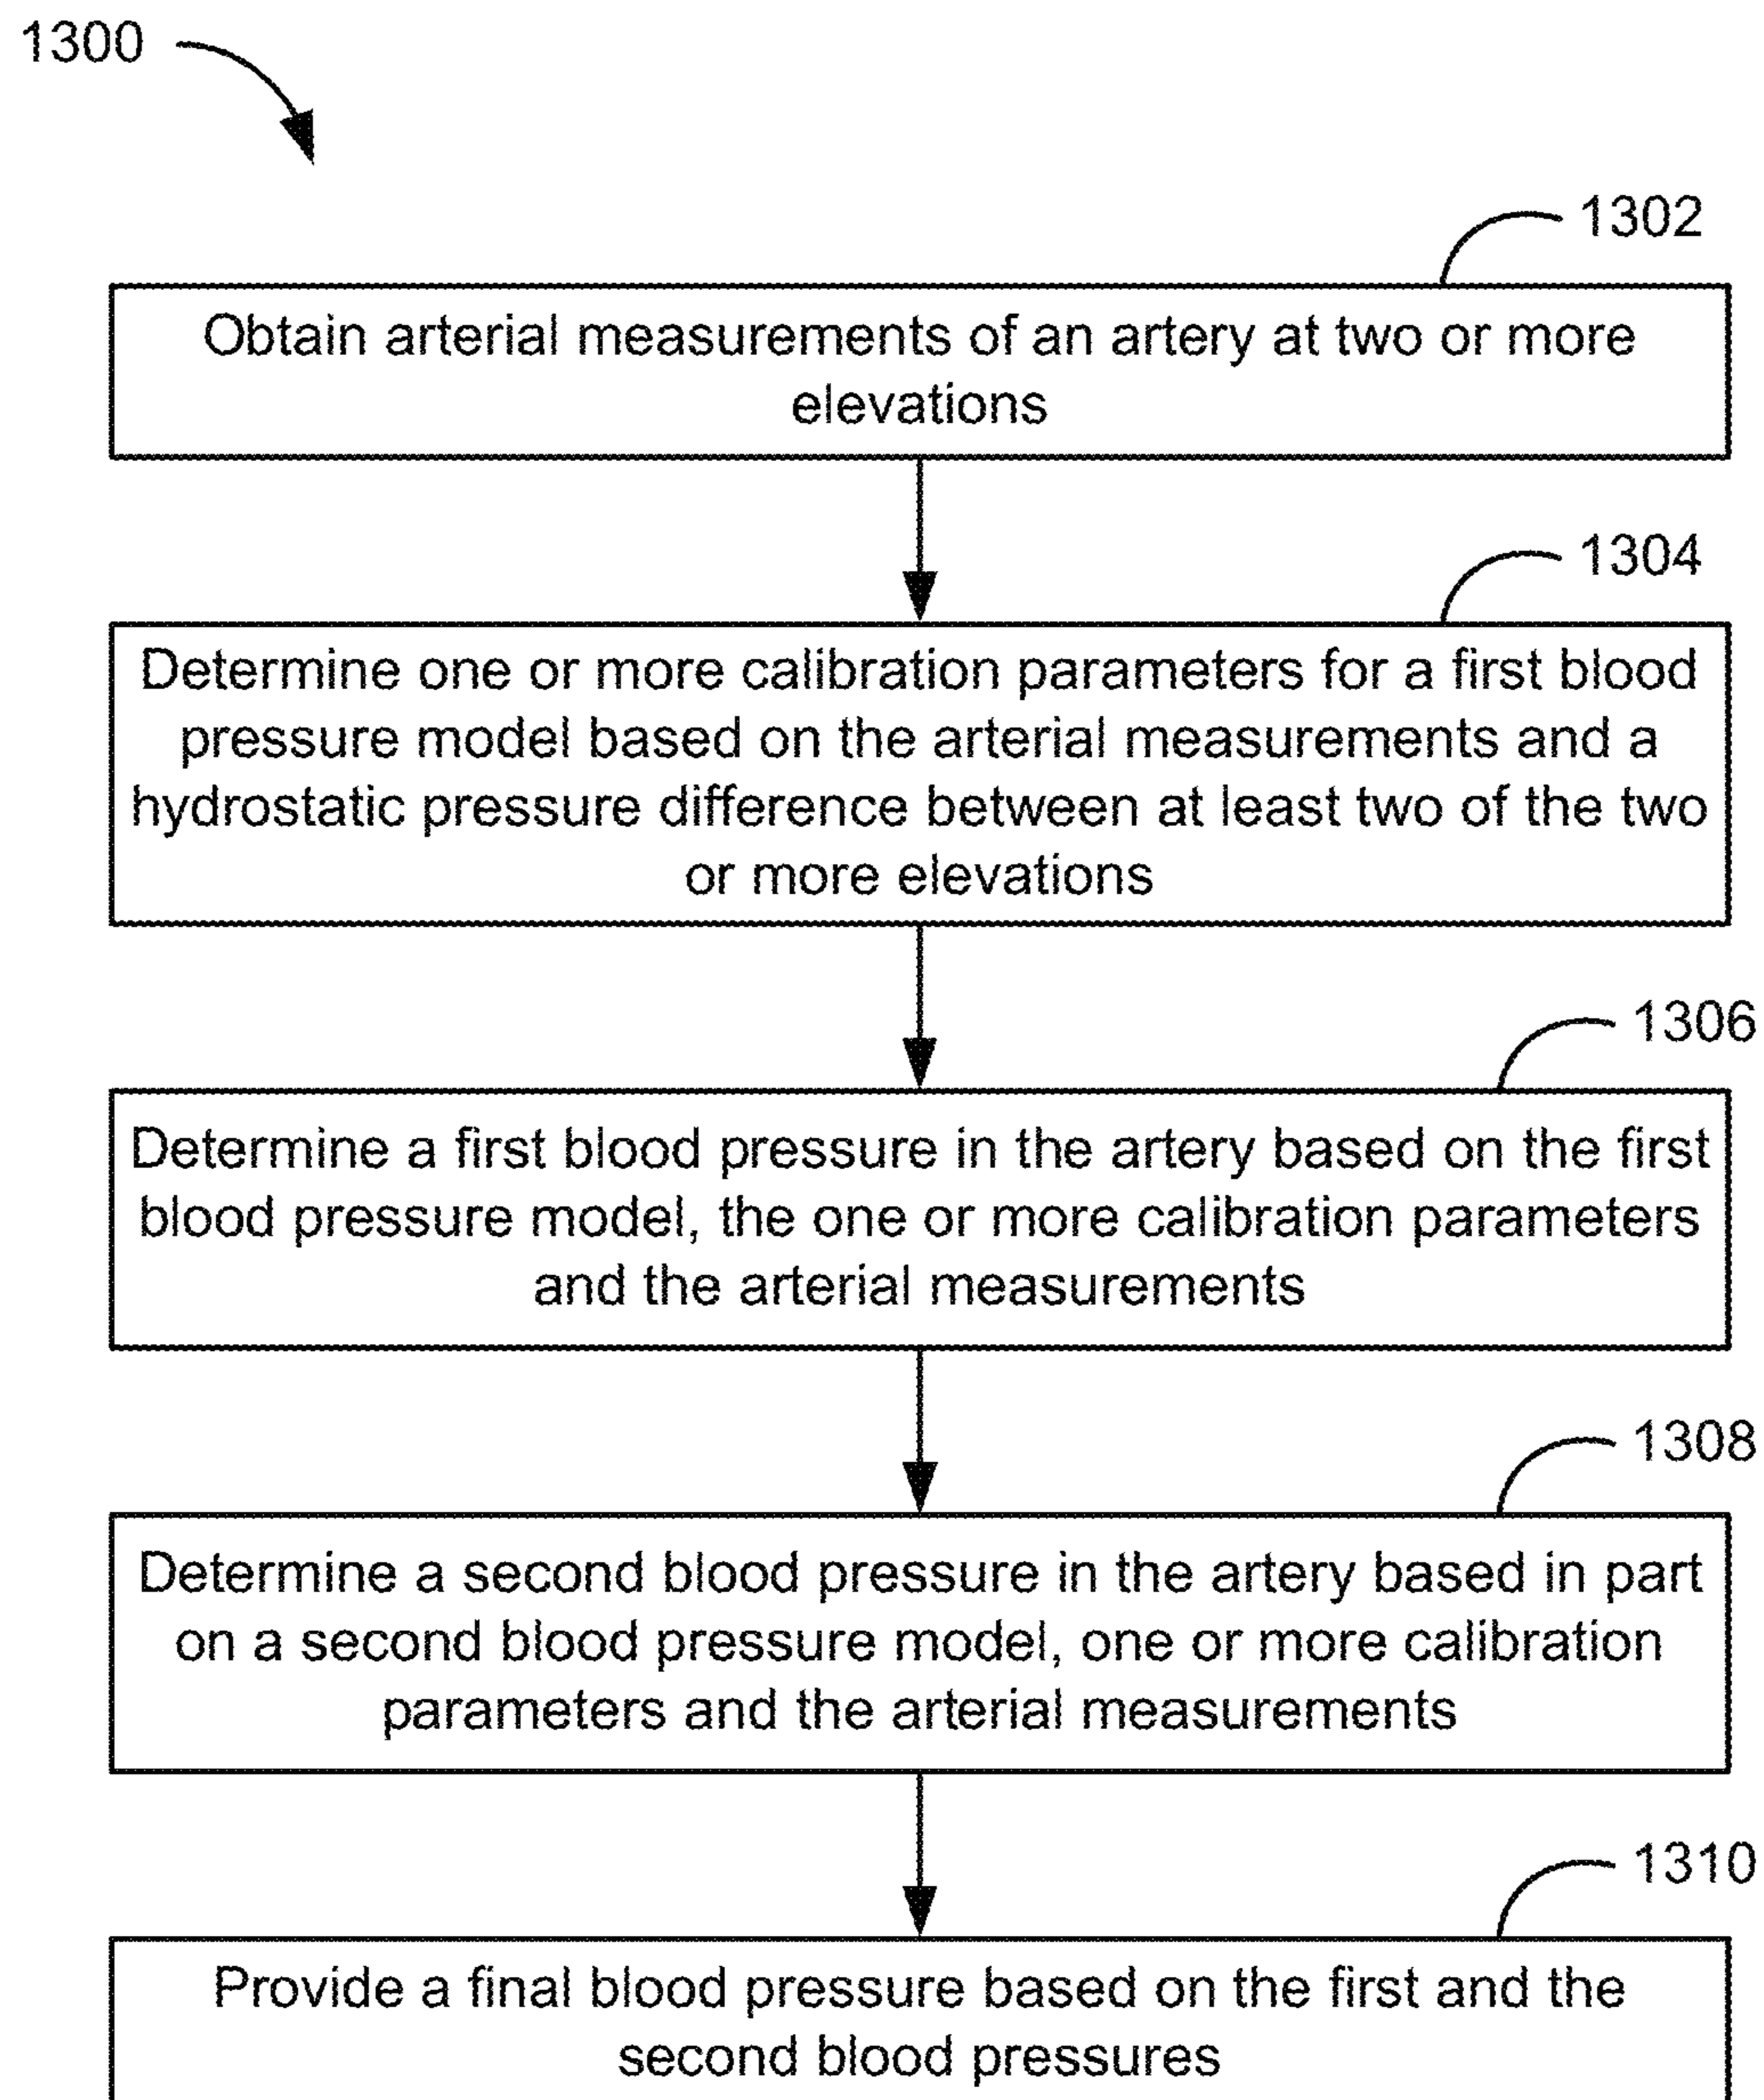 1300
1302
Obtain arterial measurements of an artery at two or more
elevations
1304
Determine one or more calibration parameters for a first blood
pressure model based on the arterial measurements and a
hydrostatic pressure difference between at least two of the two
or more elevations
1306
Determine a first blood pressure in the artery based on the first
blood pressure model, the one or more calibration parameters
and the arterial measurements
1308
Determine a second blood pressure in the artery based in part
on a second blood pressure model, one or more calibration
parameters and the arterial measurements
1310
Provide a final blood pressure based on the first and the
second blood pressures